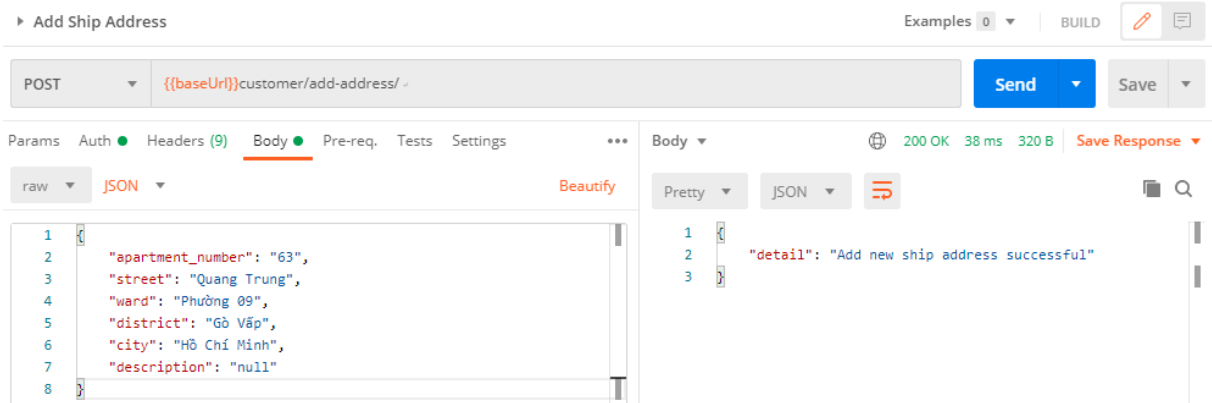 Add Ship Address Examples 0 BUILD
POST {{baseUrl}}customer/add-address/ Send Save
Params Auth Headers (9) Body Pre-req. Tests Settings ••• Body 200 OK 38 ms 320 B Save Response
raw JSON Beautify Pretty JSON
1 {
2 "apartment_number": "63",
3 "street": "Quang Trung",
4 "ward": "Phường 09",
5 "district": "Gò Vấp",
6 "city": "Hồ Chí Minh",
7 "description": "null"
8 }
1 {
2 "detail": "Add new ship address successful"
3 }